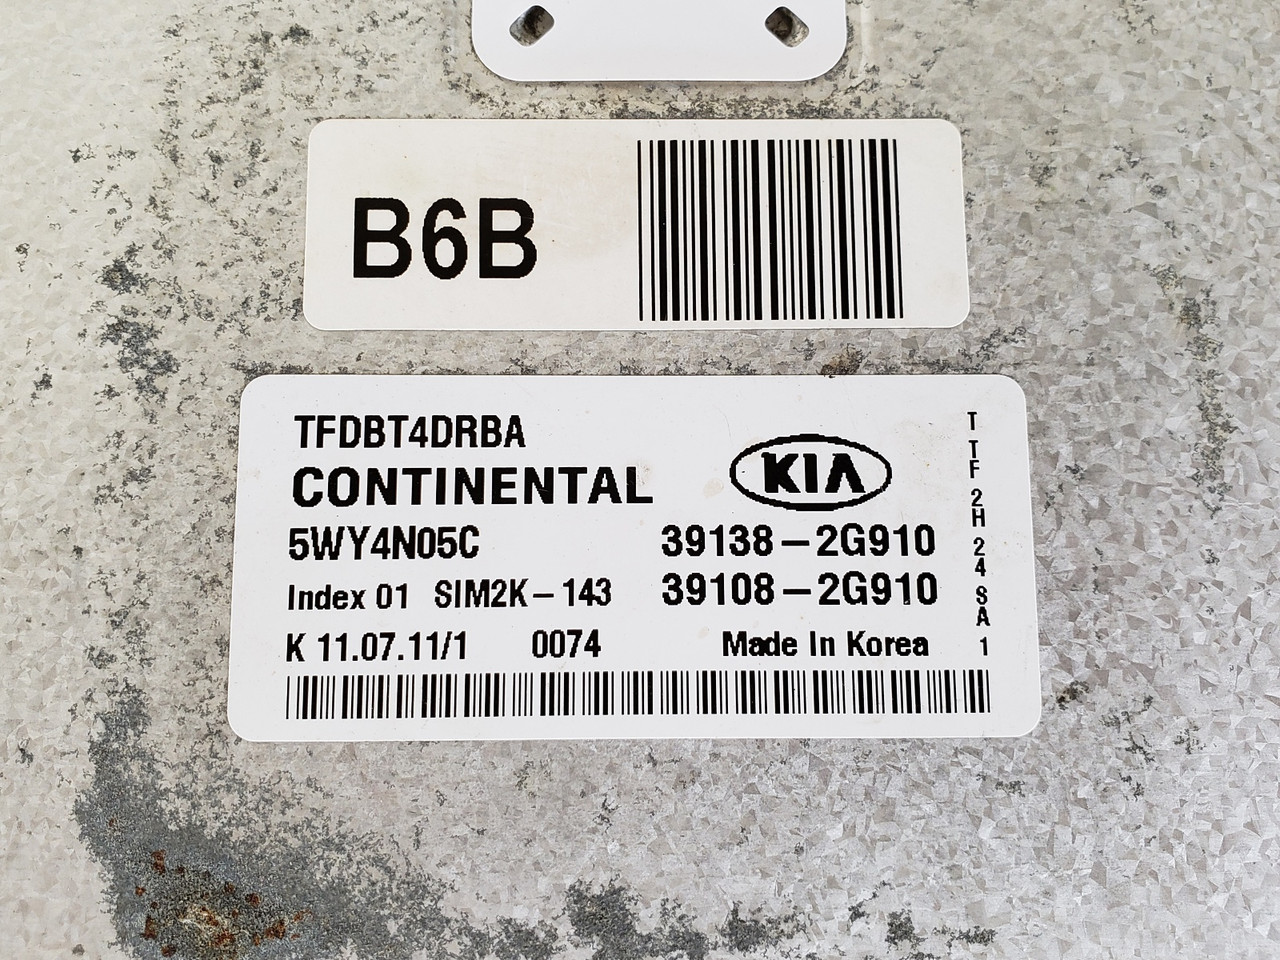 B6B
TFDBT4DRBA
CONTINENTAL
KIA
5WY4N05C 39138-2G910
Index 01 SIM2K-143 39108-2G910
K 11.07.11/1 0074 Made In Korea
T TF 2H 24 SA 1